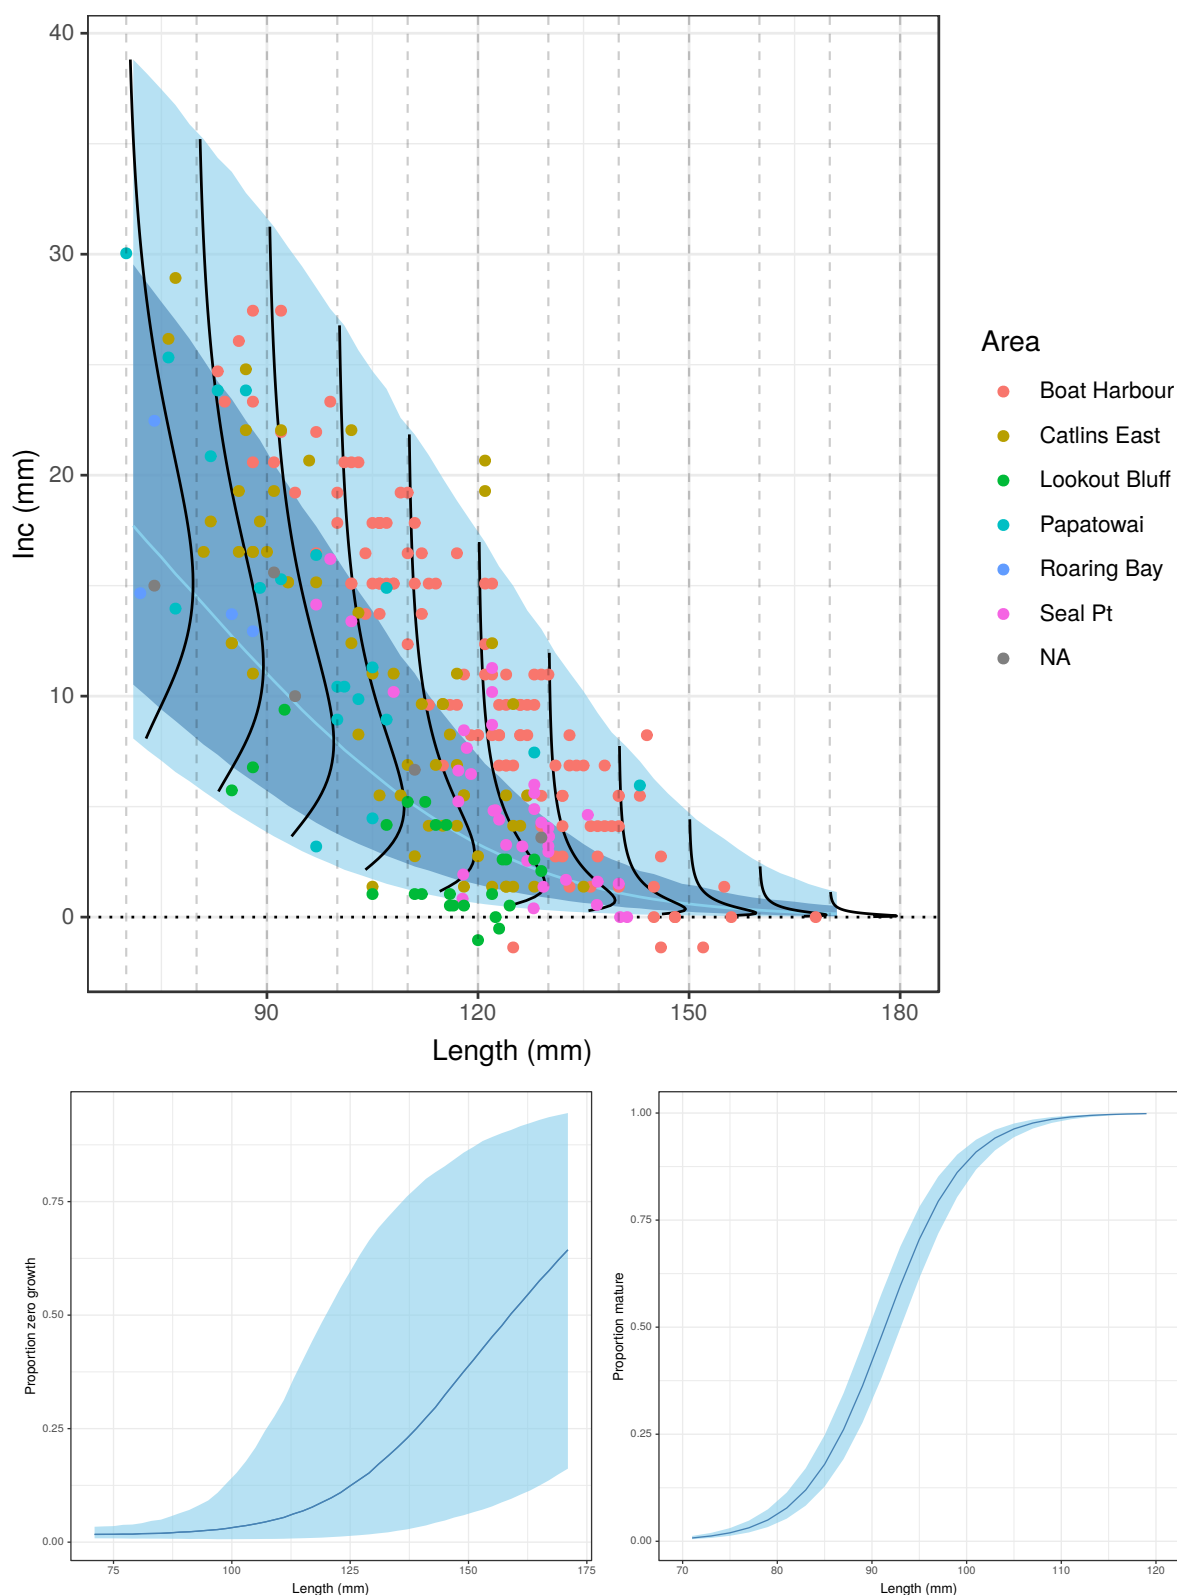 40
30
20
10
0
Inc (mm)
90
120
150
180
Length (mm)
Area
Boat Harbour
Catlins East
Lookout Bluff
Papatowai
Roaring Bay
Seal Pt
NA
0.75
0.50
0.25
0.00
Proportion zero growth
75
100
125
150
175
Length (mm)
1.00
0.75
0.50
0.25
0.00
Proportion mature
70
80
90
100
110
120
Length (mm)